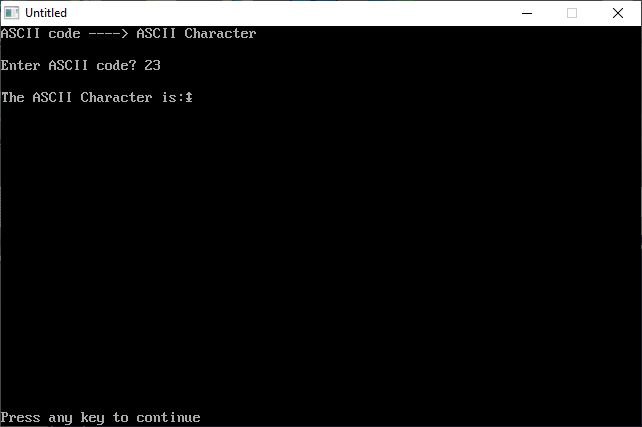 Untitled
ASCII code ----> ASCII Character
Enter ASCII code? 23
The ASCII Character is:↨
Press any key to continue